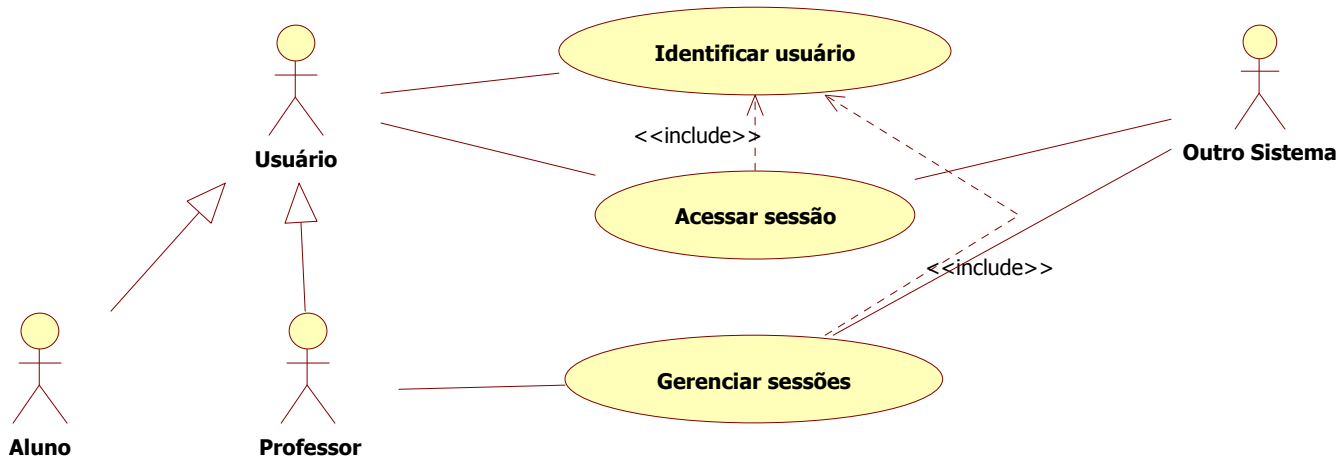 Identificar usuário
<<include>>
Usuário
Outro Sistema
Acessar sessão
<<include>>
Gerenciar sessões
Aluno
Professor